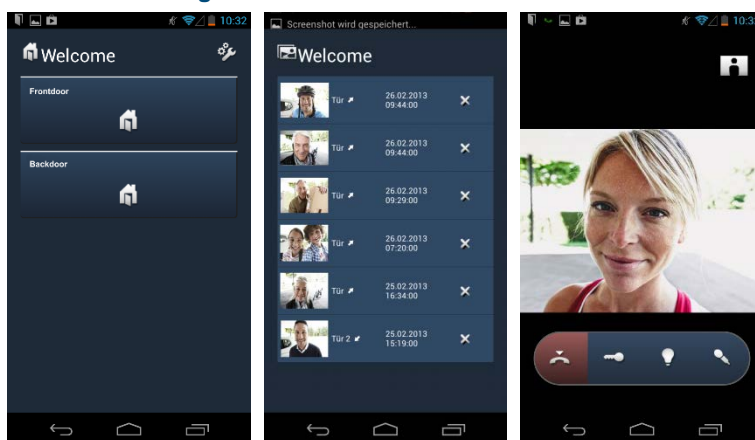 10:32
Welcome
Frontdoor
Backdoor
Screenshot wird gespeichert...
Welcome
Tür
26.02.2013
09:44:00
Tür
26.02.2013
09:44:00
Tür
26.02.2013
09:29:00
Tür
26.02.2013
07:20:00
Tür
25.02.2013
16:34:00
Tür 2
25.02.2013
15:19:00